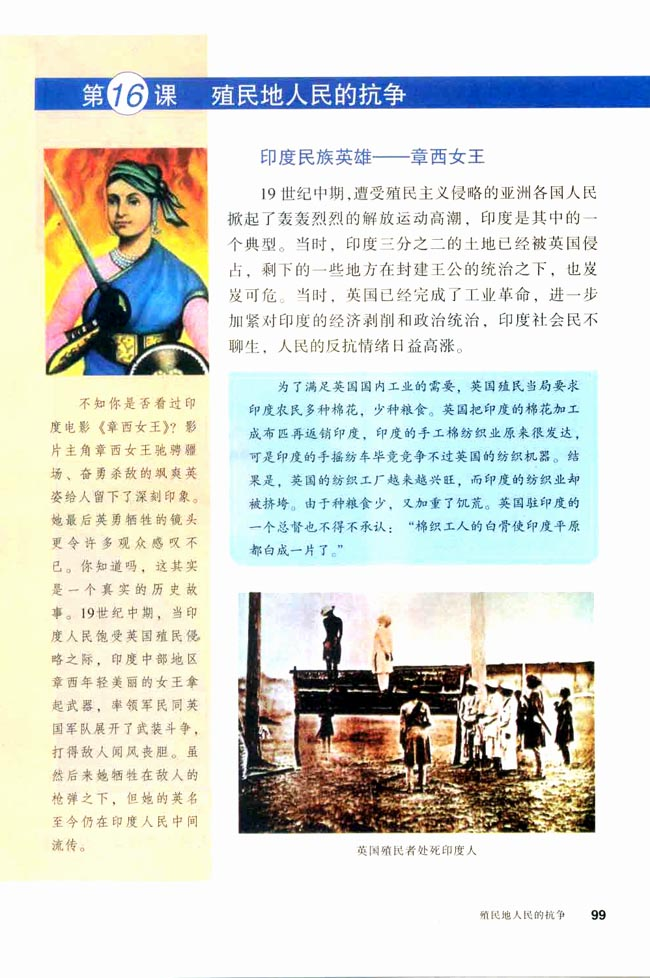 第16课 殖民地人民的抗争
不知你是否看过印
度电影《章西女王》？影
片主角章西女王驰骋疆
场、奋勇杀敌的飒爽英
姿给人留下了深刻印象。
她最后英勇牺牲的镜头
更令许多观众感叹不
已。你知道吗，这其实
是一个真实的历史故
事。19世纪中期，当印
度人民饱受英国殖民侵
略之际，印度中部地区
章西年轻美丽的女王拿
起武器，率领军民同英
国军队展开了武装斗争，
打得敌人闻风丧胆。虽
然后来她牺牲在敌人的
枪弹之下，但她的英名
至今仍在印度人民中间
流传。
印度民族英雄——章西女王
19 世纪中期，遭受殖民主义侵略的亚洲各国人民
掀起了轰轰烈烈的解放运动高潮，印度是其中的一
个典型。当时，印度三分之二的土地已经被英国侵
占，剩下的一些地方在封建王公的统治之下，也岌
岌可危。当时，英国已经完成了工业革命，进一步
加紧对印度的经济剥削和政治统治，印度社会民不
聊生，人民的反抗情绪日益高涨。
为了满足英国国内工业的需要，英国殖民当局要求
印度农民多种棉花，少种粮食。英国把印度的棉花加工
成布匹再返销印度，印度的手工棉纺织业原来很发达，
可是印度的手摇纺车毕竟竞争不过英国的纺织机器。结
果是，英国的纺织工厂越来越兴旺，而印度的纺织业却
被挤垮。由于种粮食少，又加重了饥荒。英国驻印度的
一个总督也不得不承认：“棉织工人的白骨使印度平原
都白成一片了。”
英国殖民者处死印度人
殖民地人民的抗争 99